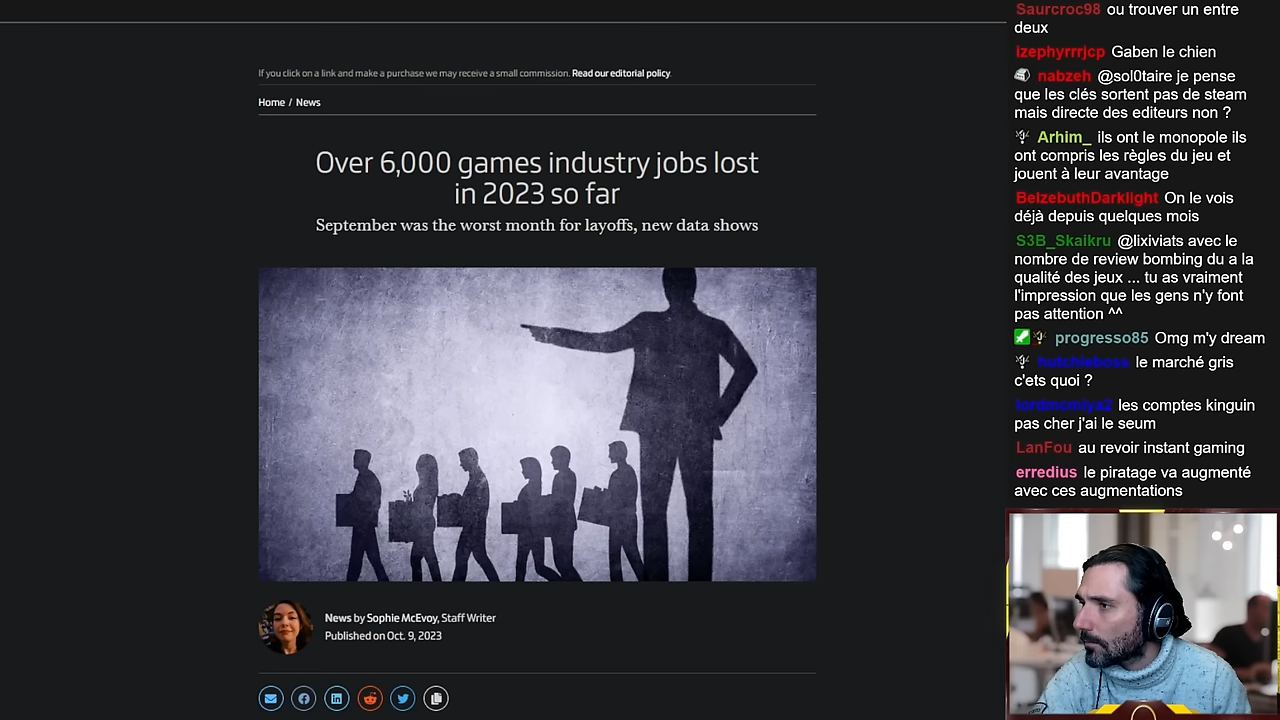 If you click on a link and make a purchase we may receive a small commission. Read our editorial policy.
Home / News
Over 6,000 games industry jobs lost
in 2023 so far
September was the worst month for layoffs, new data shows
News by Sophie McEvoy, Staff Writer
Published on Oct. 9, 2023
Saurcroc98 ou trouver un entre
deux
izephyrrrjcp Gaben le chien
nabzeh @sol0taire je pense
que les clés sortent pas de steam
mais directe des editeurs non ?
Arhim_ ils ont le monopole ils
ont compris les règles du jeu et
jouent à leur avantage
BelzebuthDarklight On le vois
déjà depuis quelques mois
S3B_Skaikru @lixiviats avec le
nombre de review bombing du a la
qualité des jeux ... tu as vraiment
l'impression que les gens n'y font
pas attention ^^
progresso85 Omg m'y dream
hutchieboss le marché gris
c'ets quoi ?
lordmcmiya2 les comptes kinguin
pas cher j'ai le seum
LanFou au revoir instant gaming
erredius le piratage va augmenté
avec ces augmentations